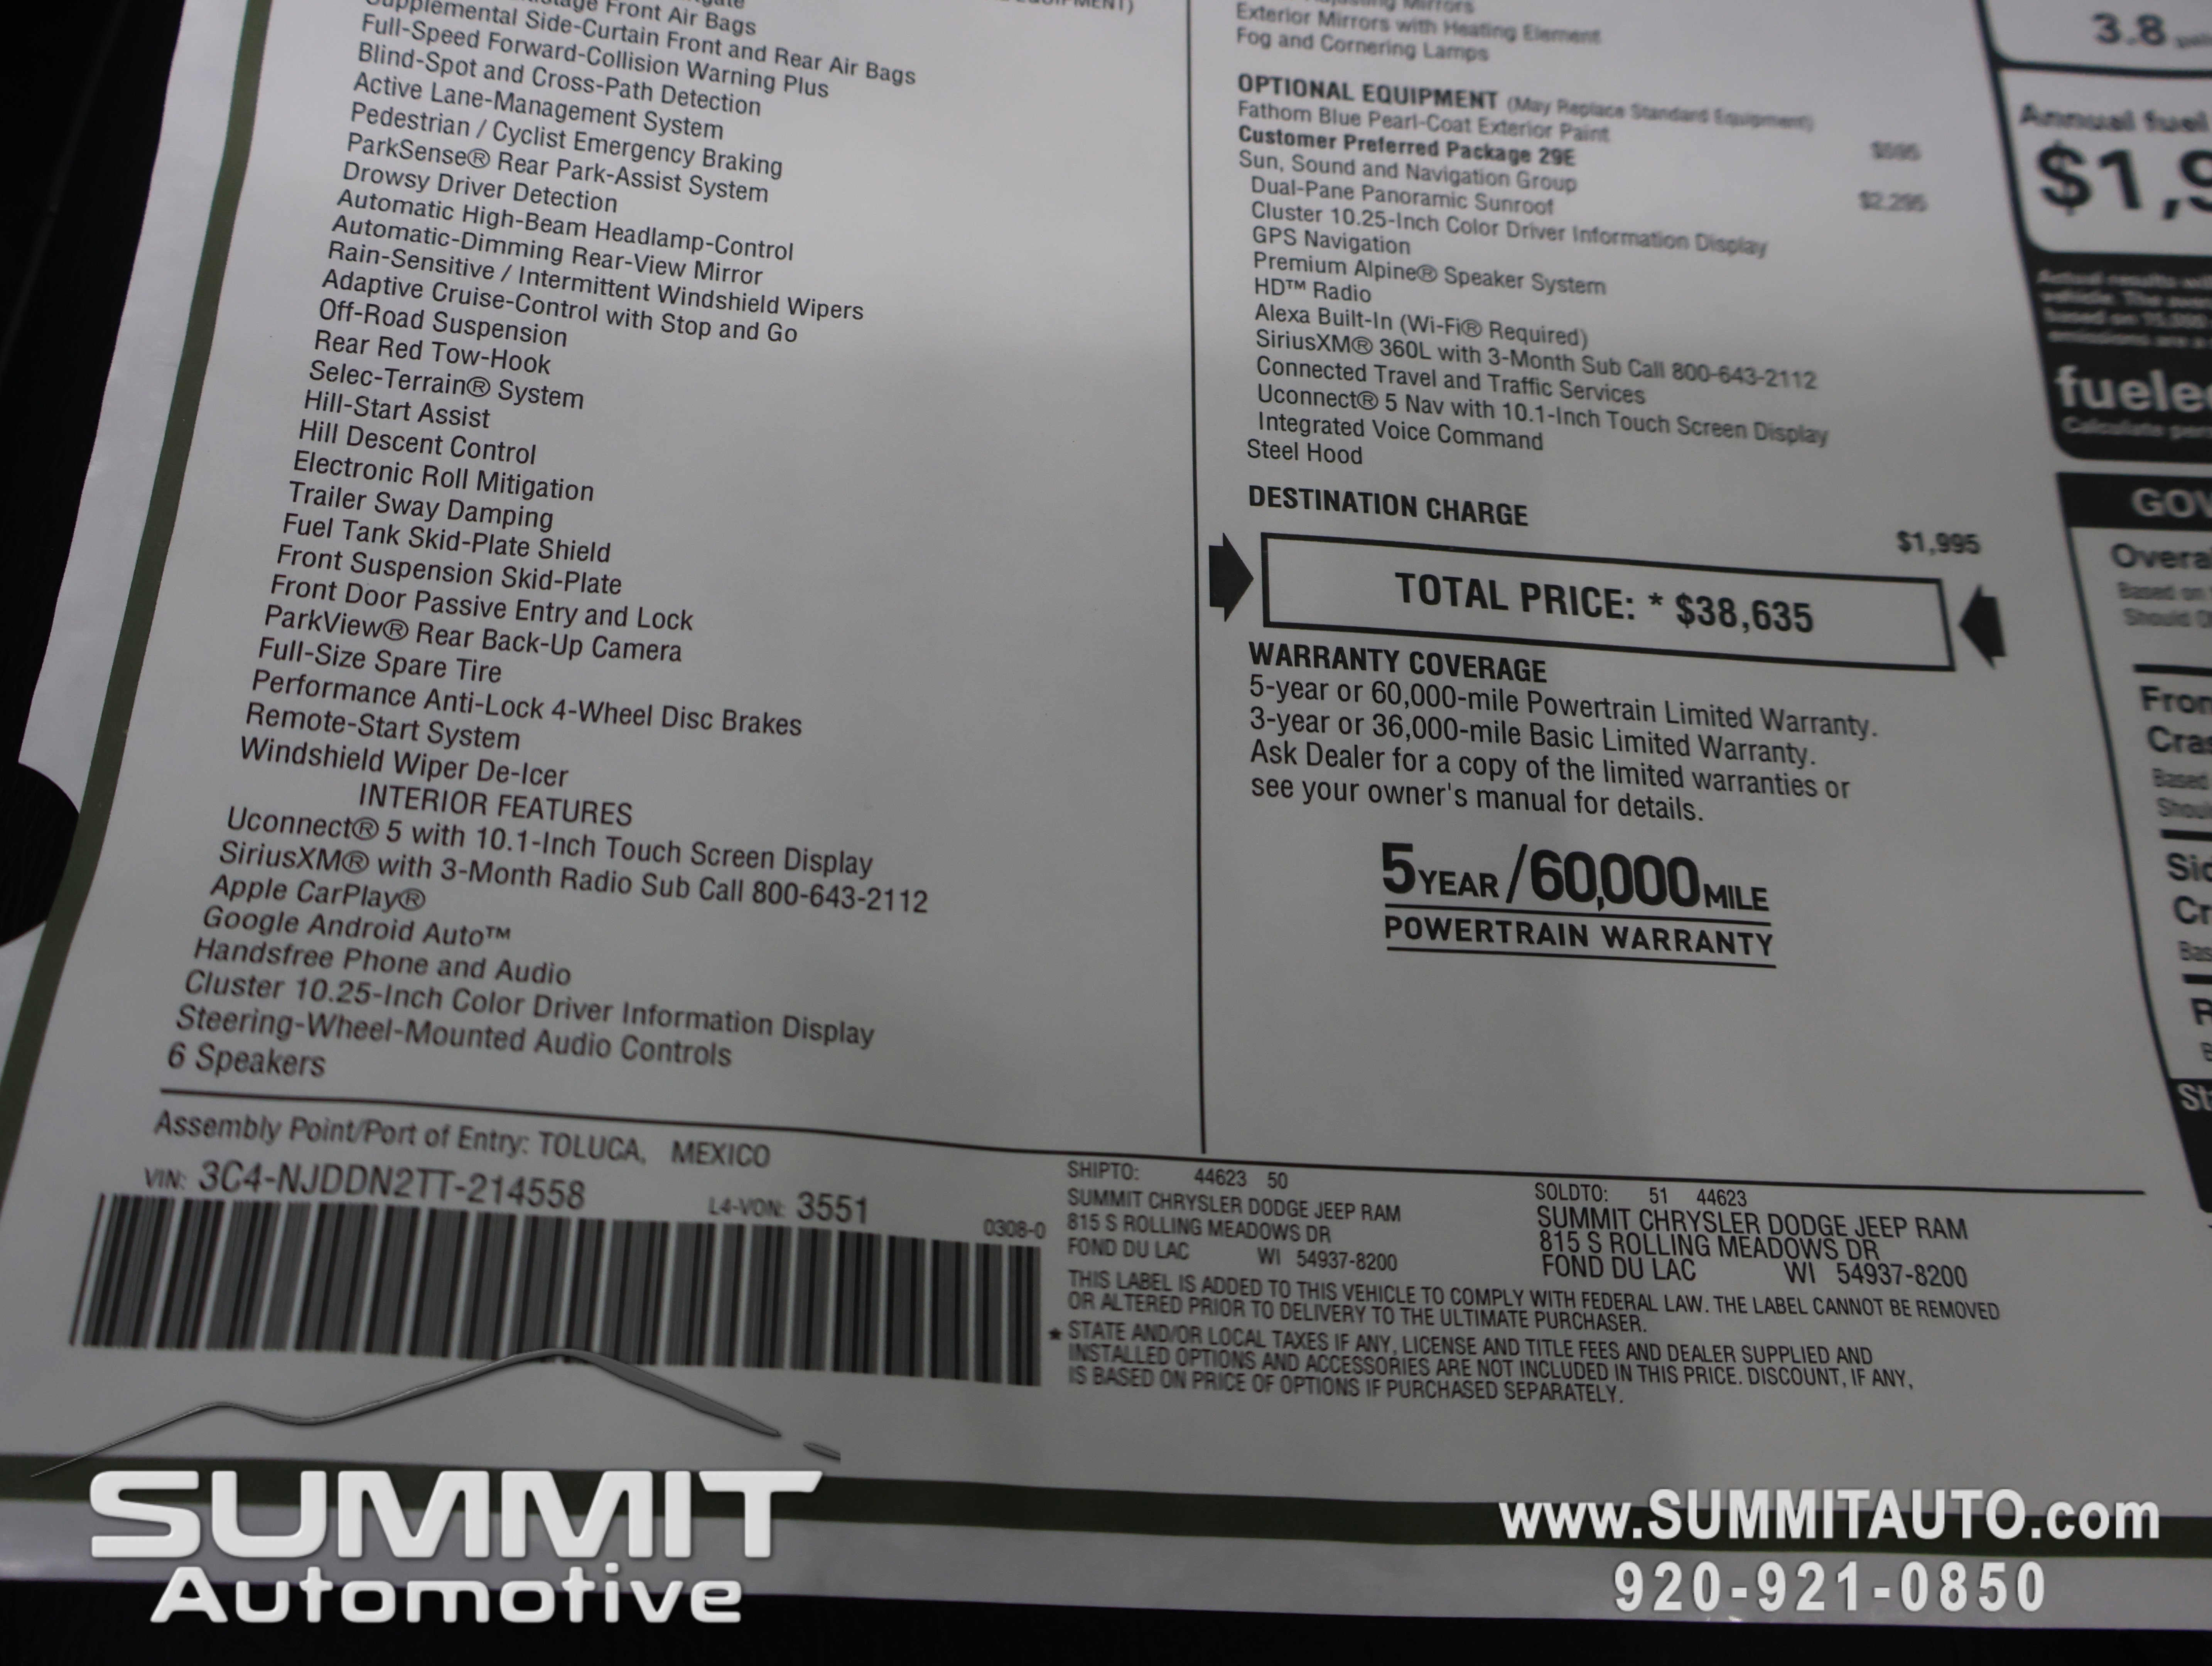 Front Air Bags
Supplemental Side-Curtain Front and Rear Air Bags
Full-Speed Forward-Collision Warning Plus
Blind-Spot and Cross-Path Detection
Active Lane-Management System
Pedestrian / Cyclist Emergency Braking
ParkSense® Rear Park-Assist System
Drowsy Driver Detection
Automatic High-Beam Headlamp-Control
Automatic-Dimming Rear-View Mirror
Rain-Sensitive / Intermittent Windshield Wipers
Adaptive Cruise-Control with Stop and Go
Off-Road Suspension
Rear Red Tow-Hook
Selec-Terrain® System
Hill-Start Assist
Hill Descent Control
Electronic Roll Mitigation
Trailer Sway Damping
Fuel Tank Skid-Plate Shield
Front Suspension Skid-Plate
Front Door Passive Entry and Lock
ParkView® Rear Back-Up Camera
Full-Size Spare Tire
Performance Anti-Lock 4-Wheel Disc Brakes
Remote-Start System
Windshield Wiper De-Icer
INTERIOR FEATURES
Uconnect® 5 with 10.1-Inch Touch Screen Display
SiriusXM® with 3-Month Radio Sub Call 800-643-2112
Apple CarPlay®
Google Android Auto™
Handsfree Phone and Audio
Cluster 10.25-Inch Color Driver Information Display
Steering-Wheel-Mounted Audio Controls
6 Speakers
Mirrors
Exterior Mirrors with Heating Element
Fog and Cornering Lamps
OPTIONAL EQUIPMENT (May Replace Standard Equipment)
Fathom Blue Pearl-Coat Exterior Paint $595
Customer Preferred Package 29E
Sun, Sound and Navigation Group $2,295
Dual-Pane Panoramic Sunroof
Cluster 10.25-Inch Color Driver Information Display
GPS Navigation
Premium Alpine® Speaker System
HD™ Radio
Alexa Built-In (Wi-Fi® Required)
SiriusXM® 360L with 3-Month Sub Call 800-643-2112
Connected Travel and Traffic Services
Uconnect® 5 Nav with 10.1-Inch Touch Screen Display
Integrated Voice Command
Steel Hood
DESTINATION CHARGE $1,995
TOTAL PRICE: * $38,635
WARRANTY COVERAGE
5-year or 60,000-mile Powertrain Limited Warranty.
3-year or 36,000-mile Basic Limited Warranty.
Ask Dealer for a copy of the limited warranties or
see your owner's manual for details.
5 YEAR / 60,000 MILE
POWERTRAIN WARRANTY
3.8
Annual fuel
$1,9
Assembly Point/Port of Entry: TOLUCA, MEXICO
VIN: 3C4-NJDDN2TT-214558 L4-VON: 3551
0308-0
SHIPTO: 44623 50
SUMMIT CHRYSLER DODGE JEEP RAM
815 S ROLLING MEADOWS DR
FOND DU LAC WI 54937-8200
SOLDTO: 51 44623
SUMMIT CHRYSLER DODGE JEEP RAM
815 S ROLLING MEADOWS DR
FOND DU LAC WI 54937-8200
THIS LABEL IS ADDED TO THIS VEHICLE TO COMPLY WITH FEDERAL LAW. THE LABEL CANNOT BE REMOVED
OR ALTERED PRIOR TO DELIVERY TO THE ULTIMATE PURCHASER.
* STATE AND/OR LOCAL TAXES IF ANY, LICENSE AND TITLE FEES AND DEALER SUPPLIED AND
INSTALLED OPTIONS AND ACCESSORIES ARE NOT INCLUDED IN THIS PRICE. DISCOUNT, IF ANY,
IS BASED ON PRICE OF OPTIONS IF PURCHASED SEPARATELY.
SUMMIT
Automotive
www.SUMMITAUTO.com
920-921-0850